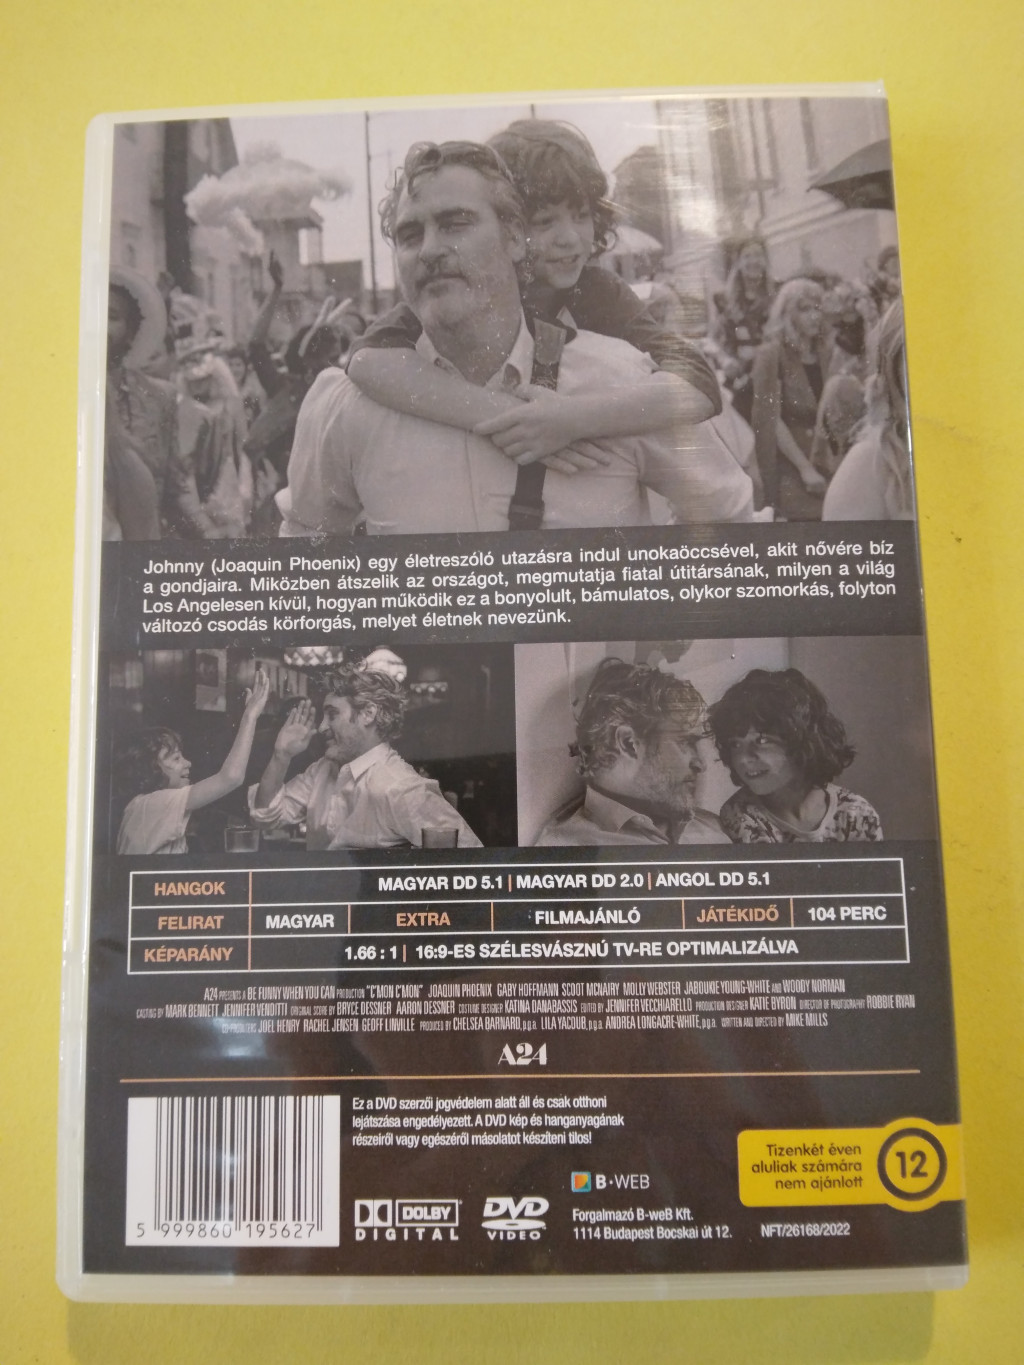 Johnny (Joaquin Phoenix) egy életreszóló utazásra indul unokaöccsével, akit nővére bíz
a gondjaira. Miközben átszelik az országot, megmutatja fiatal útitársának, milyen a világ
Los Angelesen kívül, hogyan működik ez a bonyolult, bámulatos, olykor szomorkás, folyton
változó csodás körforgás, melyet életnek nevezünk.
HANGOK MAGYAR DD 5.1 | MAGYAR DD 2.0 | ANGOL DD 5.1
FELIRAT MAGYAR EXTRA FILMAJÁNLÓ JÁTÉKIDŐ 104 PERC
KÉPARÁNY 1.66 : 1 | 16:9-ES SZÉLESVÁSZNÚ TV-RE OPTIMALIZÁLVA
A24 PRESENTS A BE FUNNY WHEN YOU CAN PRODUCTION "C'MON C'MON" JOAQUIN PHOENIX GABY HOFFMANN SCOOT MCNAIRY MOLLY WEBSTER JABOUKIE YOUNG-WHITE AND WOODY NORMAN
CASTING BY MARK BENNETT JENNIFER VENDITTI ORIGINAL SCORE BY BRYCE DESSNER AARON DESSNER COSTUME DESIGNER KATINA DANABASSIS EDITED BY JENNIFER VECCHIARELLO PRODUCTION DESIGNER KATIE BYRON DIRECTOR OF PHOTOGRAPHY ROBBIE RYAN
CO-PRODUCERS JOEL HENRY RACHEL JENSEN GEOFF LINVILLE PRODUCED BY CHELSEA BARNARD, p.g.a. LILA YACOUB, p.g.a. ANDREA LONGACRE-WHITE, p.g.a. WRITTEN AND DIRECTED BY MIKE MILLS
A24
Ez a DVD szerzői jogvédelem alatt áll és csak otthoni
lejátszása engedélyezett. A DVD kép és hanganyagának
részeiről vagy egészéről másolatot készíteni tilos!
Tizenkét éven
aluliak számára
nem ajánlott
12
B·WEB
DOLBY
DIGITAL
DVD
VIDEO
Forgalmazó B-weB Kft.
1114 Budapest Bocskai út 12.
NFT/26168/2022
5 999860 195627